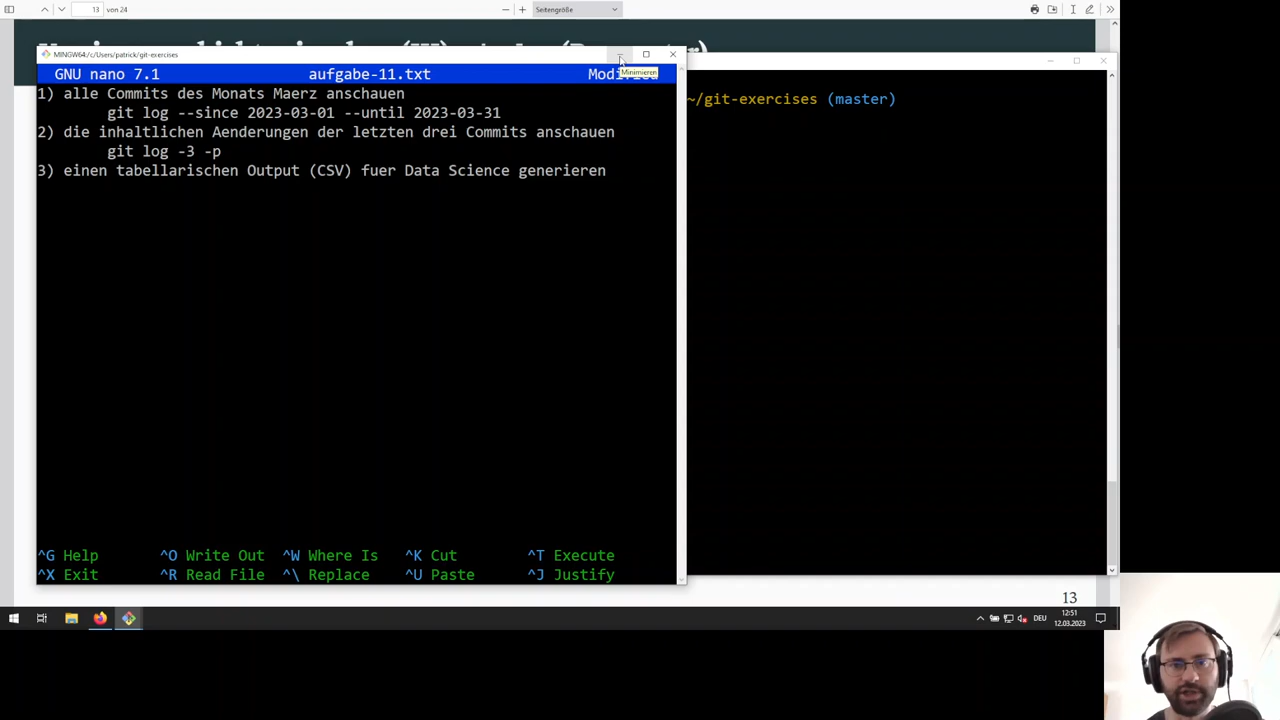 13 von 24
Seitengröße
MINGW64:/c/Users/patrick/git-exercises
Minimieren
GNU nano 7.1 aufgabe-11.txt
1) alle Commits des Monats Maerz anschauen
git log --since 2023-03-01 --until 2023-03-31
2) die inhaltlichen Aenderungen der letzten drei Commits anschauen
git log -3 -p
3) einen tabellarischen Output (CSV) fuer Data Science generieren
~/git-exercises (master)
^G Help ^O Write Out ^W Where Is ^K Cut ^T Execute
^X Exit ^R Read File ^\ Replace ^U Paste ^J Justify
13
DEU
12:51
12.03.2023